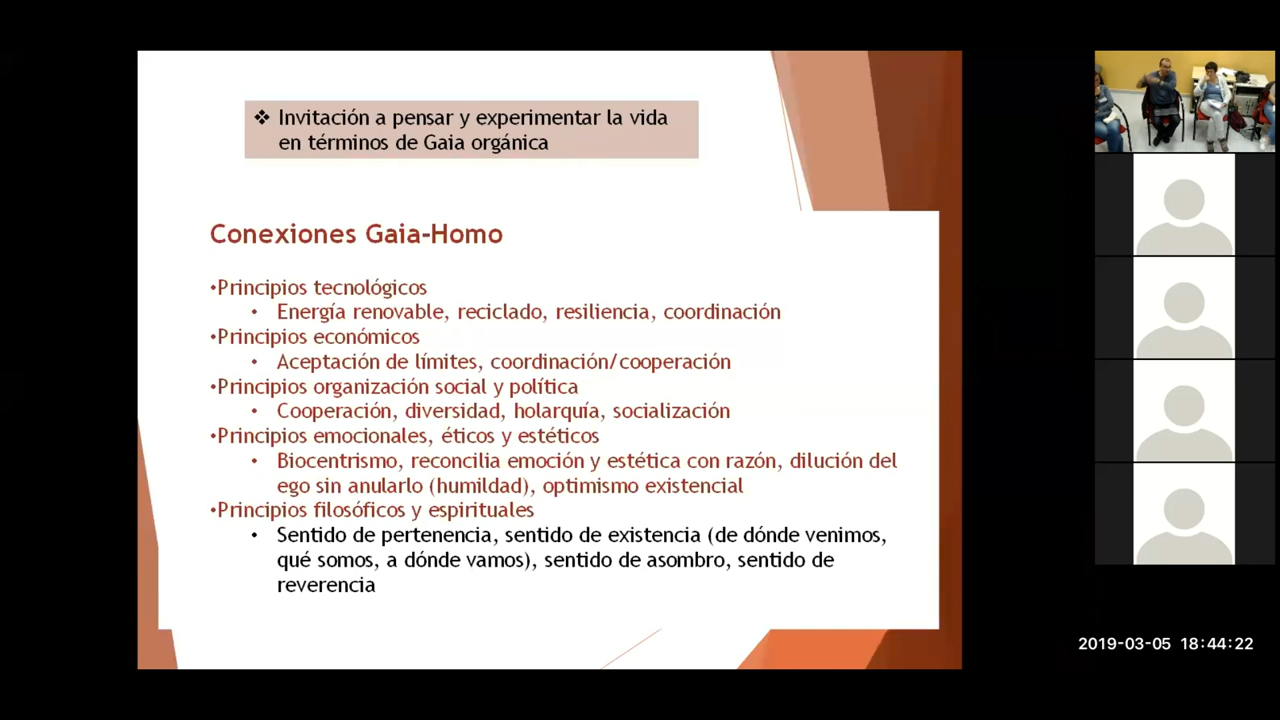 ❖ Invitación a pensar y experimentar la vida
en términos de Gaia orgánica
Conexiones Gaia-Homo
•Principios tecnológicos
• Energía renovable, reciclado, resiliencia, coordinación
•Principios económicos
• Aceptación de límites, coordinación/cooperación
•Principios organización social y política
• Cooperación, diversidad, holarquía, socialización
•Principios emocionales, éticos y estéticos
• Biocentrismo, reconcilia emoción y estética con razón, dilución del
ego sin anularlo (humildad), optimismo existencial
•Principios filosóficos y espirituales
• Sentido de pertenencia, sentido de existencia (de dónde venimos,
qué somos, a dónde vamos), sentido de asombro, sentido de
reverencia
2019-03-05 18:44:22